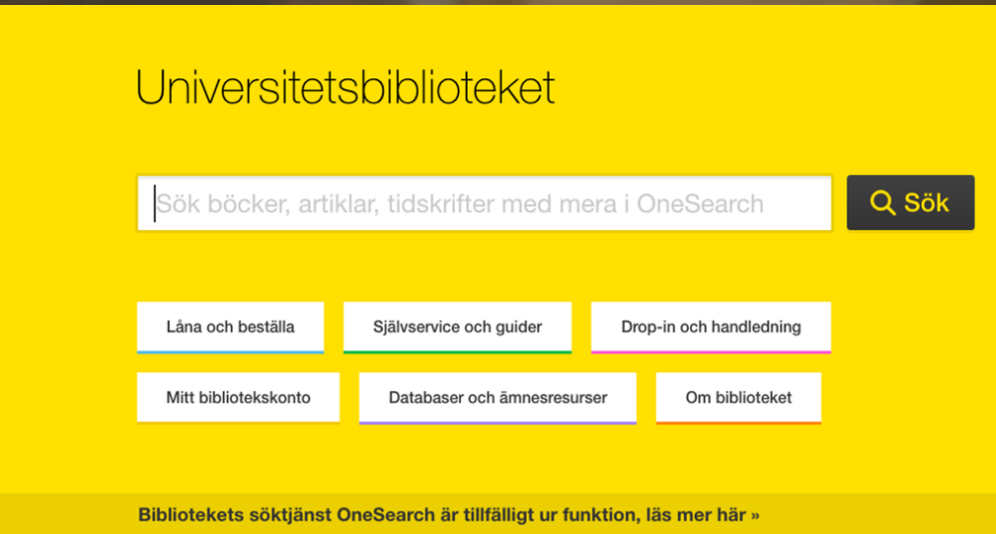 Universitetsbiblioteket
Sök böcker, artiklar, tidskrifter med mera i OneSearch
Sök
Låna och beställa
Självservice och guider
Drop-in och handledning
Mitt bibliotekskonto
Databaser och ämnesresurser
Om biblioteket
Bibliotekets söktjänst OneSearch är tillfälligt ur funktion, läs mer här »